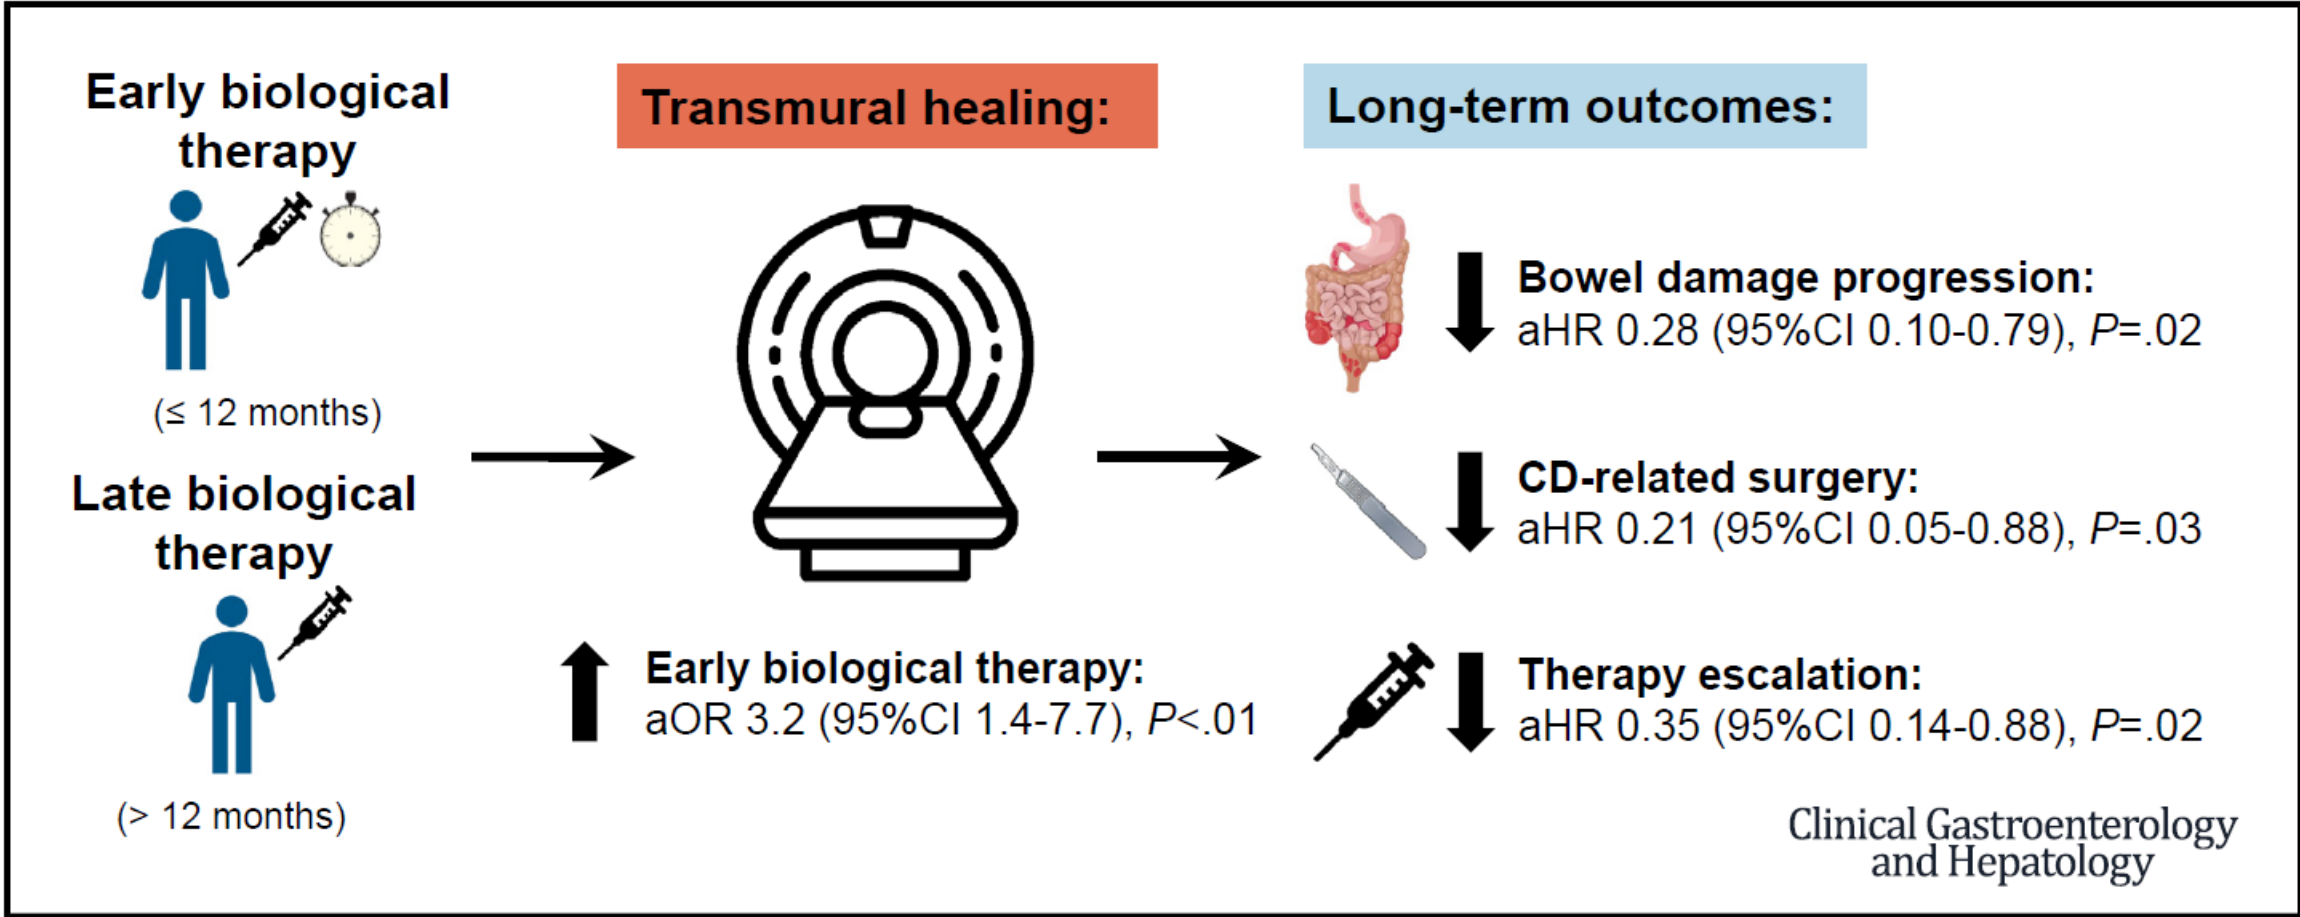 Early biological
therapy
(≤ 12 months)
Late biological
therapy
(> 12 months)
Transmural healing:
Early biological therapy:
aOR 3.2 (95%CI 1.4-7.7), P<.01
Long-term outcomes:
Bowel damage progression:
aHR 0.28 (95%CI 0.10-0.79), P=.02
CD-related surgery:
aHR 0.21 (95%CI 0.05-0.88), P=.03
Therapy escalation:
aHR 0.35 (95%CI 0.14-0.88), P=.02
Clinical Gastroenterology
and Hepatology